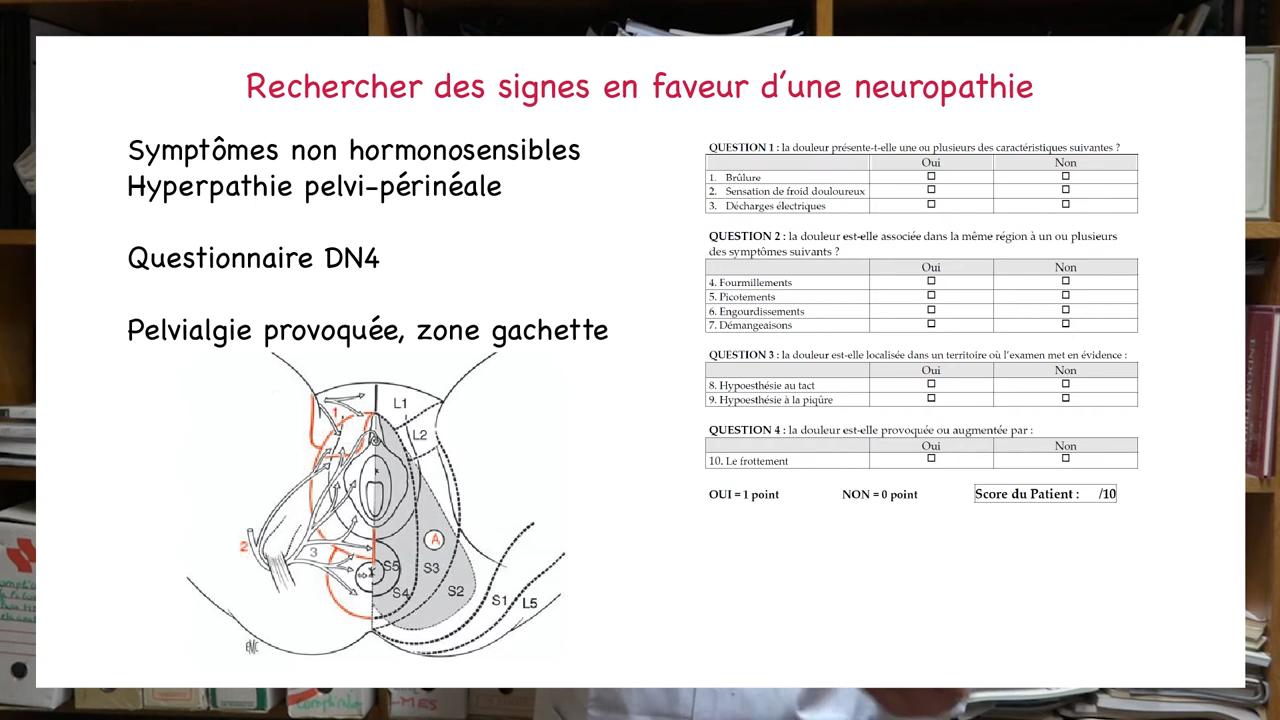 Rechercher des signes en faveur d'une neuropathie
Symptômes non hormonosensibles
Hyperpathie pelvi-périnéale
Questionnaire DN4
Pelvialgie provoquée, zone gachette
1
L1
L2
2
3
A
S5
S4
S3
S2
S1
L5
EMC
QUESTION 1 : la douleur présente-t-elle une ou plusieurs des caractéristiques suivantes ?
Oui Non
1. Brûlure
2. Sensation de froid douloureux
3. Décharges électriques
QUESTION 2 : la douleur est-elle associée dans la même région à un ou plusieurs
des symptômes suivants ?
Oui Non
4. Fourmillements
5. Picotements
6. Engourdissements
7. Démangeaisons
QUESTION 3 : la douleur est-elle localisée dans un territoire où l'examen met en évidence :
Oui Non
8. Hypoesthésie au tact
9. Hypoesthésie à la piqûre
QUESTION 4 : la douleur est-elle provoquée ou augmentée par :
Oui Non
10. Le frottement
OUI = 1 point NON = 0 point Score du Patient : /10